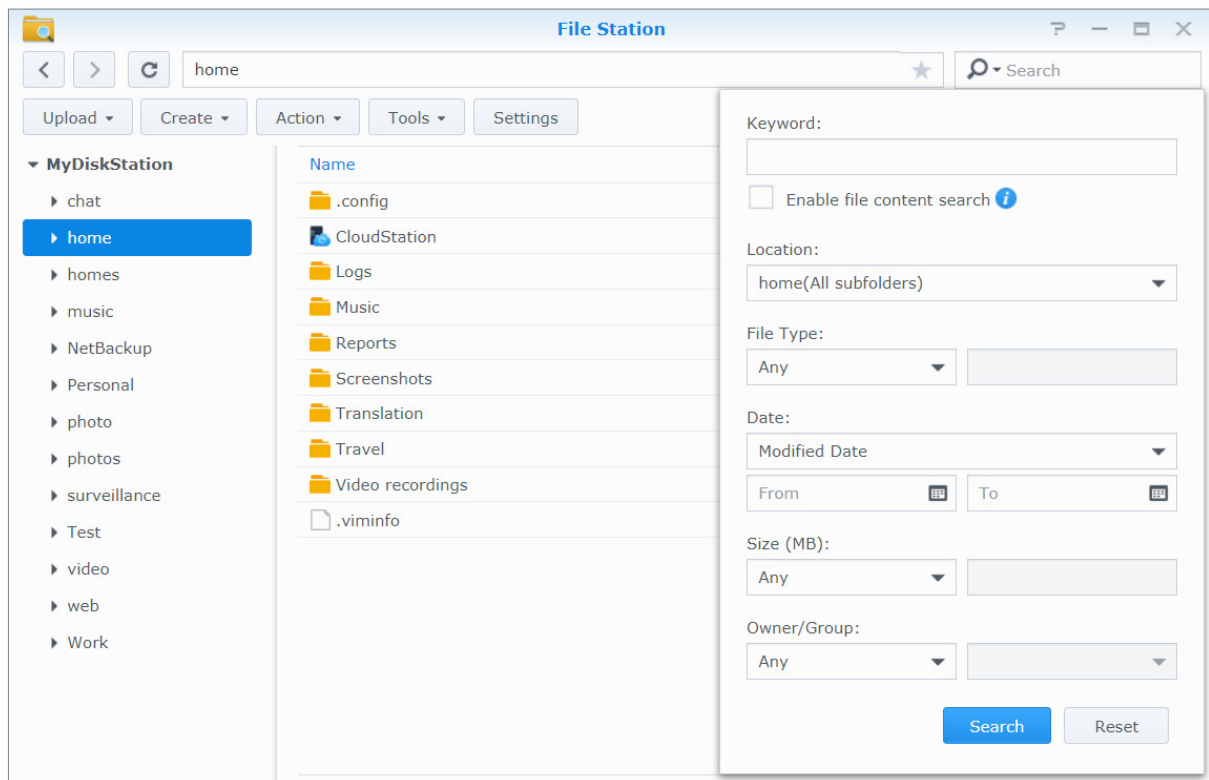 File Station
home
Search
Upload
Create
Action
Tools
Settings
MyDiskStation
chat
home
homes
music
NetBackup
Personal
photo
photos
surveillance
Test
video
web
Work
Name
.config
CloudStation
Logs
Music
Reports
Screenshots
Translation
Travel
Video recordings
.viminfo
Keyword:
Enable file content search
Location:
home(All subfolders)
File Type:
Any
Date:
Modified Date
From To
Size (MB):
Any
Owner/Group:
Any
Search Reset